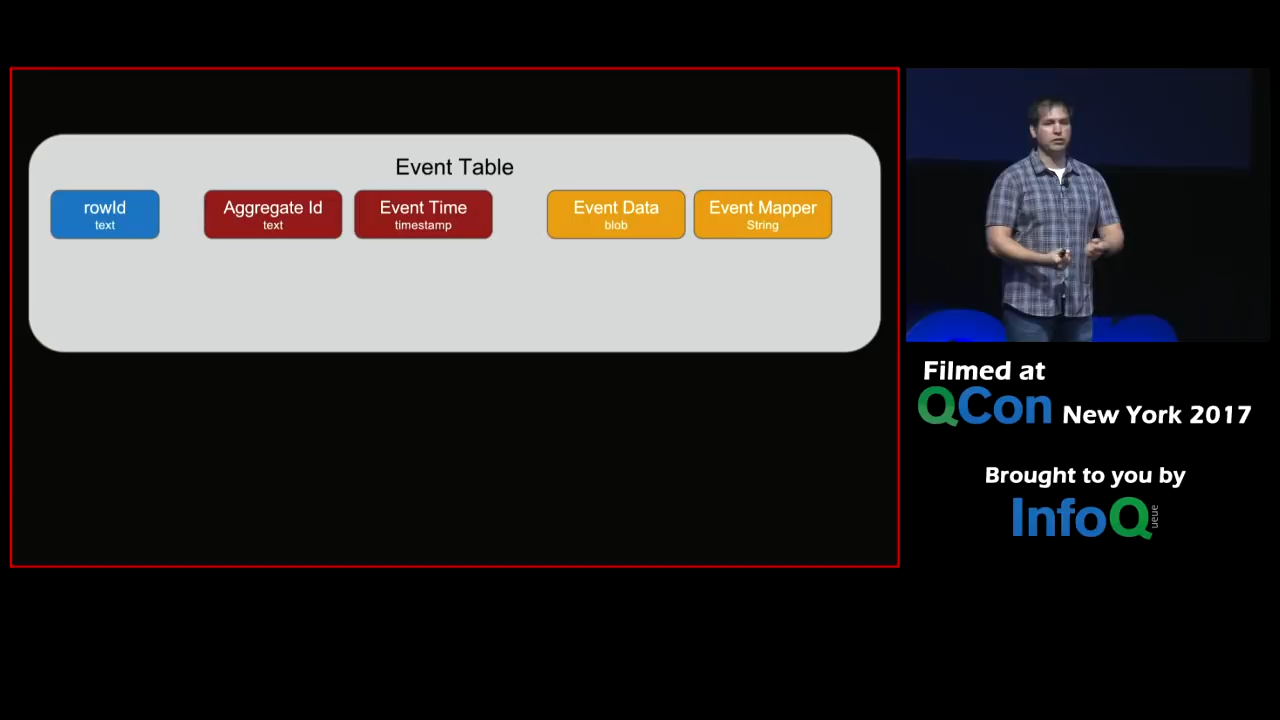 Event Table
rowId
text
Aggregate Id
text
Event Time
timestamp
Event Data
blob
Event Mapper
String
Filmed at
QCon New York 2017
Brought to you by
InfoQ
ueue